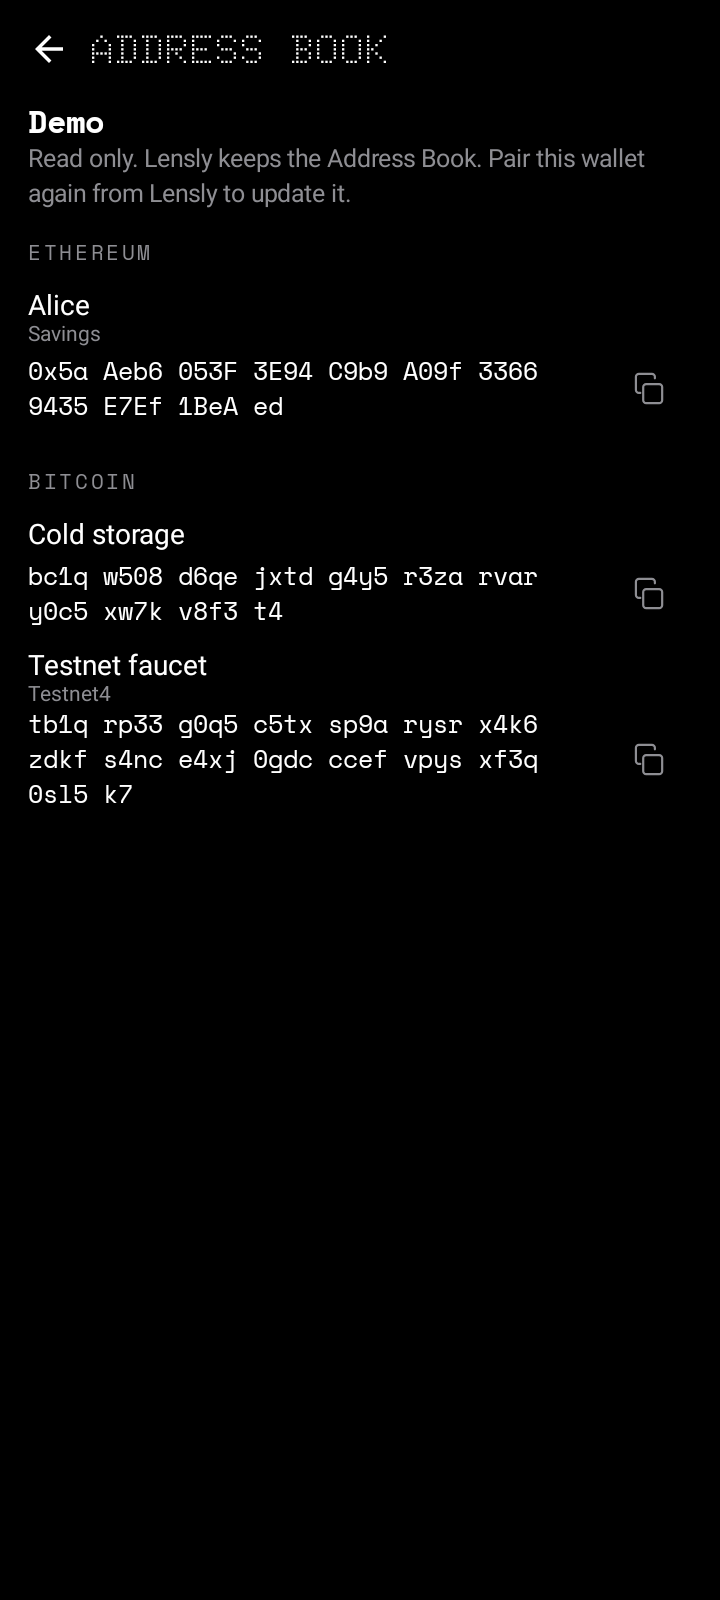 ADDRESS BOOK
Demo
Read only. Lensly keeps the Address Book. Pair this wallet
again from Lensly to update it.
ETHEREUM
Alice
Savings
0x5a Aeb6 053F 3E94 C9b9 A09f 3366
9435 E7Ef 1BeA ed
BITCOIN
Cold storage
bc1q w508 d6qe jxtd g4y5 r3za rvar
y0c5 xw7k v8f3 t4
Testnet faucet
Testnet4
tb1q rp33 g0q5 c5tx sp9a rysr x4k6
zdkf s4nc e4xj 0gdc ccef vpys xf3q
0sl5 k7